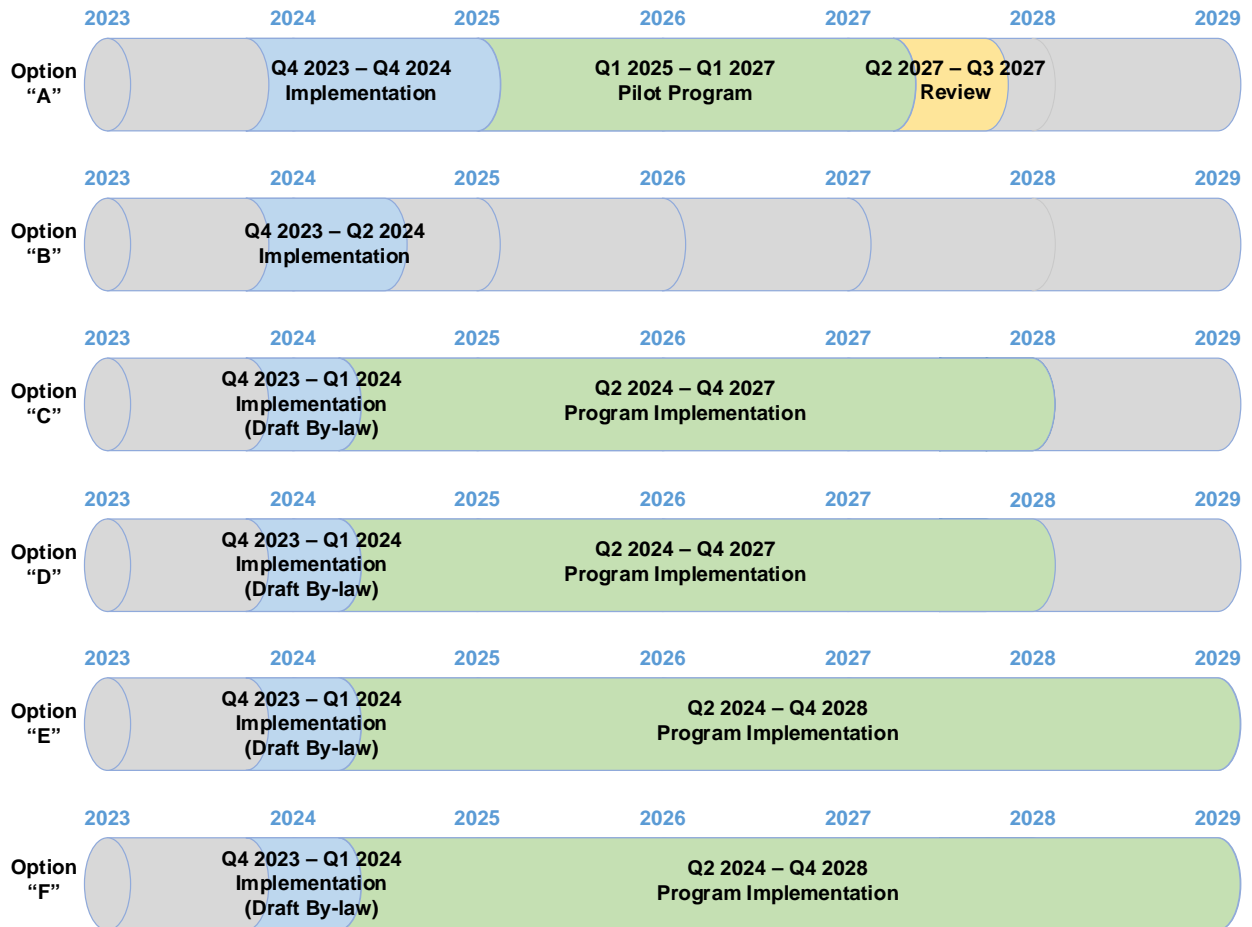 2023 2024 2025 2026 2027 2028 2029
Option
“A”
Q4 2023 – Q4 2024
Implementation
Q1 2025 – Q1 2027
Pilot Program
Q2 2027 – Q3 2027
Review
2023 2024 2025 2026 2027 2028 2029
Option
“B”
Q4 2023 – Q2 2024
Implementation
2023 2024 2025 2026 2027 2028 2029
Option
“C”
Q4 2023 – Q1 2024
Implementation
(Draft By-law)
Q2 2024 – Q4 2027
Program Implementation
2023 2024 2025 2026 2027 2028 2029
Option
“D”
Q4 2023 – Q1 2024
Implementation
(Draft By-law)
Q2 2024 – Q4 2027
Program Implementation
2023 2024 2025 2026 2027 2028 2029
Option
“E”
Q4 2023 – Q1 2024
Implementation
(Draft By-law)
Q2 2024 – Q4 2028
Program Implementation
2023 2024 2025 2026 2027 2028 2029
Option
“F”
Q4 2023 – Q1 2024
Implementation
(Draft By-law)
Q2 2024 – Q4 2028
Program Implementation